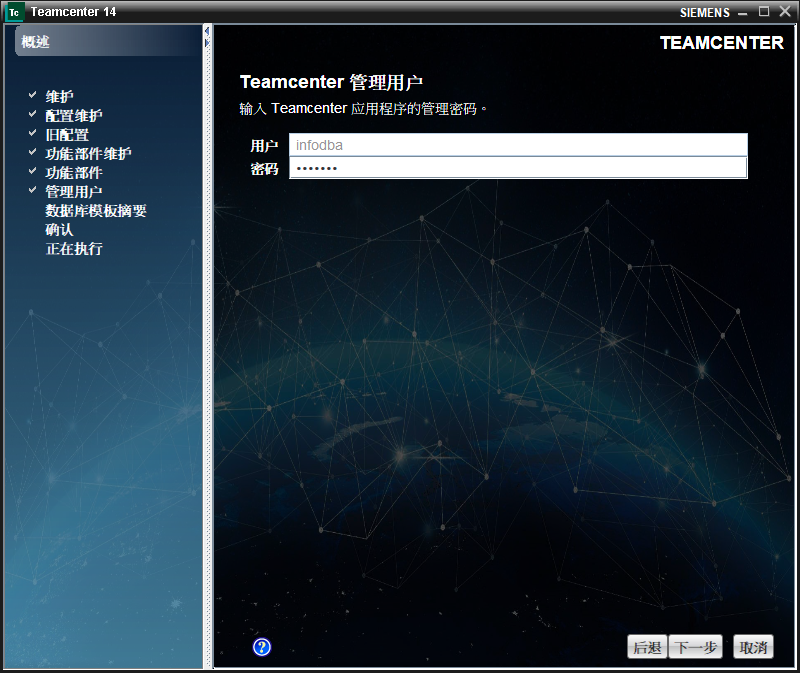 Tc Teamcenter 14 SIEMENS
概述
TEAMCENTER
维护
配置维护
旧配置
功能部件维护
功能部件
管理用户
数据库模板摘要
确认
正在执行
Teamcenter 管理用户
输入 Teamcenter 应用程序的管理密码。
用户 infodba
密码 •••••••
? 后退 下一步 取消